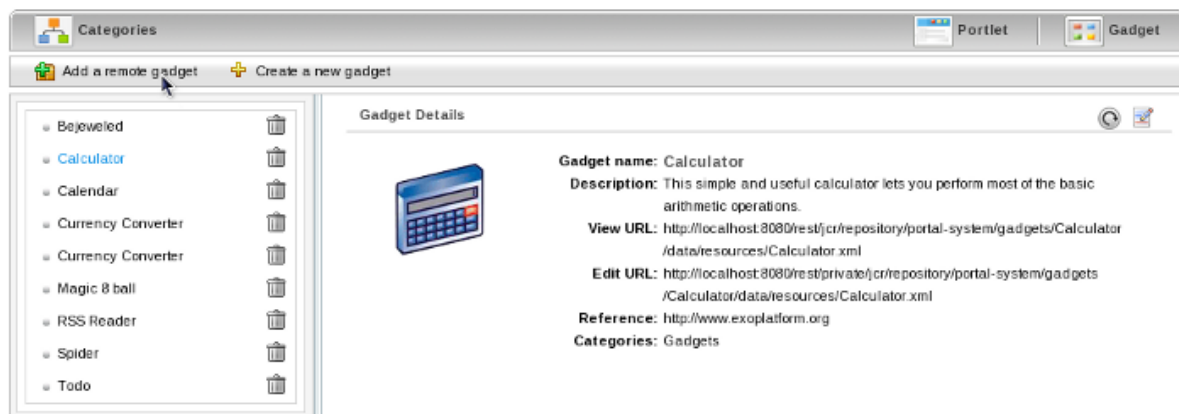 Categories
Portlet
Gadget
Add a remote gadget
Create a new gadget
Bejeweled
Calculator
Calendar
Currency Converter
Currency Converter
Magic 8 ball
RSS Reader
Spider
Todo
Gadget Details
Gadget name: Calculator
Description: This simple and useful calculator lets you perform most of the basic
arithmetic operations.
View URL: http://localhost:8080/rest/jcr/repository/portal-system/gadgets/Calculator
/data/resources/Calculator.xml
Edit URL: http://localhost:8080/rest/private/jcr/repository/portal-system/gadgets
/Calculator/data/resources/Calculator.xml
Reference: http://www.exoplatform.org
Categories: Gadgets